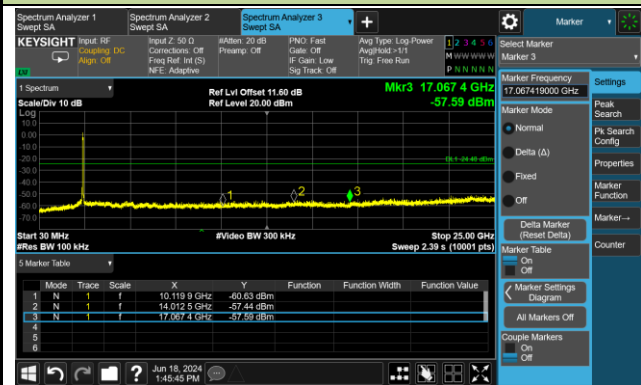 Spectrum Analyzer 1
Swept SA
Spectrum Analyzer 2
Swept SA
Spectrum Analyzer 3
Swept SA
Marker
KEYSIGHT
Input: RF
Coupling: DC
Align: Off
Input Z: 50 Ω
Corrections: Off
Freq Ref: Int (S)
NFE: Adaptive
#Atten: 20 dB
Preamp: Off
PNO: Fast
Gate: Off
IF Gain: Low
Sig Track: Off
Avg Type: Log-Power
Avg|Hold:>1/1
Trig: Free Run
1 2 3 4 5 6
M W W W W W
P N N N N N
Select Marker
Marker 3
1 Spectrum
Scale/Div 10 dB
Ref Lvl Offset 11.60 dB
Ref Level 20.00 dBm
Mkr3 17.067 4 GHz
-57.59 dBm
Log
10.0
0.00
-10.0
-20.0
-30.0
-40.0
-50.0
-60.0
-70.0
DL1 -24.40 dBm
1
2
3
Start 30 MHz
#Res BW 100 kHz
#Video BW 300 kHz
Stop 25.00 GHz
Sweep 2.39 s (10001 pts)
5 Marker Table
Mode Trace Scale X Y Function Function Width Function Value
1 N 1 f 10.119 9 GHz -60.63 dBm
2 N 1 f 14.012 5 GHz -57.44 dBm
3 N 1 f 17.067 4 GHz -57.59 dBm
4
5
6
Marker Frequency
17.067419000 GHz
Marker Mode
Normal
Delta (Δ)
Fixed
Off
Delta Marker
(Reset Delta)
Marker Table
On
Off
Marker Settings
Diagram
All Markers Off
Couple Markers
On
Off
Settings
Peak
Search
Pk Search
Config
Properties
Marker
Function
Marker→
Counter
Jun 18, 2024
1:45:45 PM